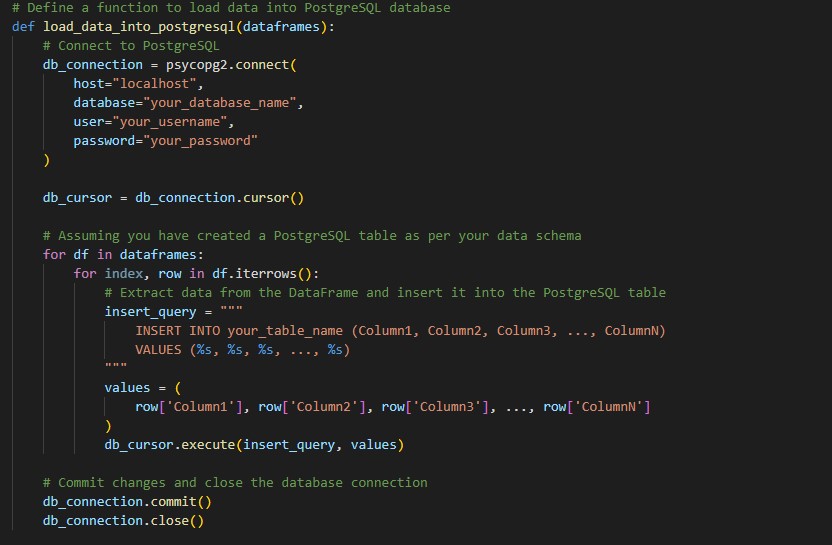 # Define a function to load data into PostgreSQL database
def load_data_into_postgresql(dataframes):
    # Connect to PostgreSQL
    db_connection = psycopg2.connect(
        host="localhost",
        database="your_database_name",
        user="your_username",
        password="your_password"
    )

    db_cursor = db_connection.cursor()

    # Assuming you have created a PostgreSQL table as per your data schema
    for df in dataframes:
        for index, row in df.iterrows():
            # Extract data from the DataFrame and insert it into the PostgreSQL table
            insert_query = """
                INSERT INTO your_table_name (Column1, Column2, Column3, ..., ColumnN)
                VALUES (%s, %s, %s, ..., %s)
            """
            values = (
                row['Column1'], row['Column2'], row['Column3'], ..., row['ColumnN']
            )
            db_cursor.execute(insert_query, values)

    # Commit changes and close the database connection
    db_connection.commit()
    db_connection.close()